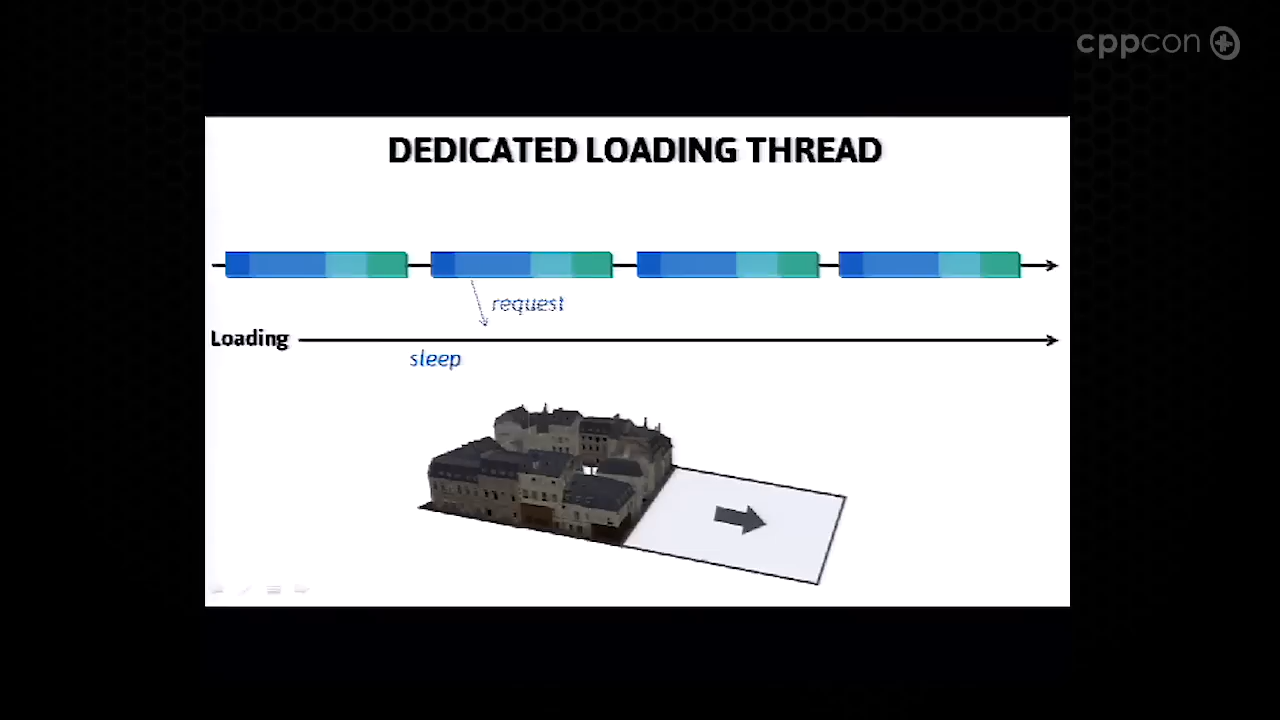 cppcon
DEDICATED LOADING THREAD
request
Loading
sleep